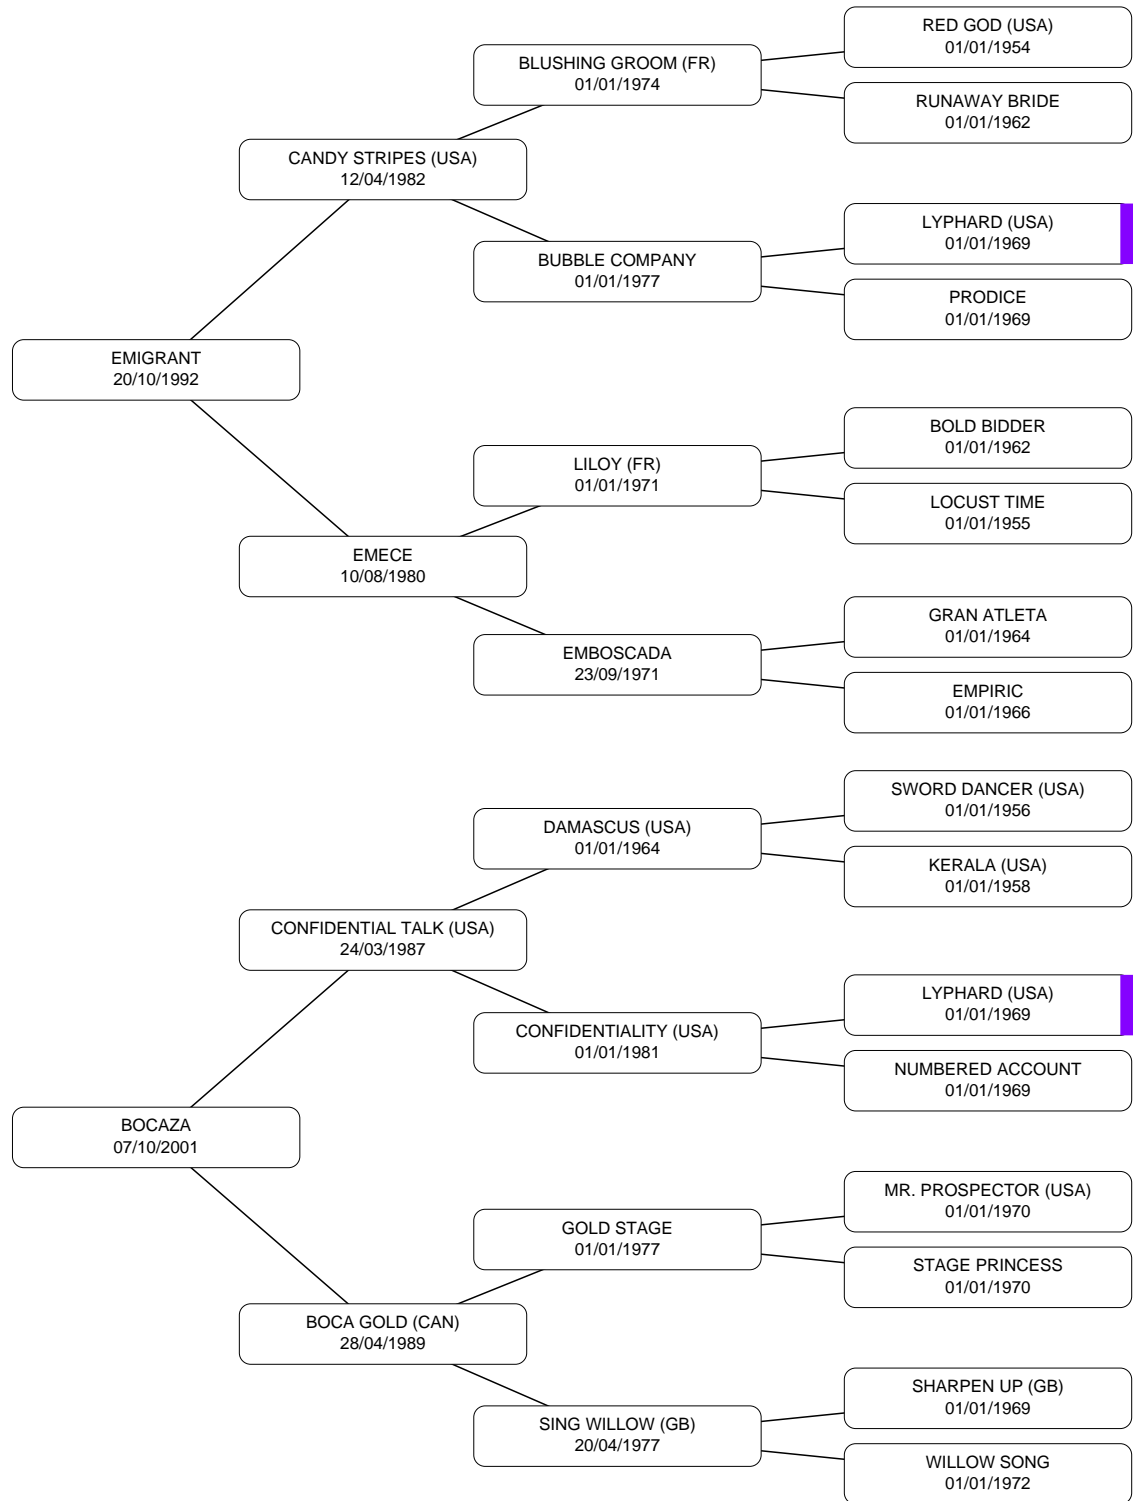 RED GOD (USA)
01/01/1954
BLUSHING GROOM (FR)
01/01/1974
RUNAWAY BRIDE
01/01/1962
CANDY STRIPES (USA)
12/04/1982
LYPHARD (USA)
01/01/1969
BUBBLE COMPANY
01/01/1977
PRODICE
01/01/1969
EMIGRANT
20/10/1992
BOLD BIDDER
01/01/1962
LILOY (FR)
01/01/1971
LOCUST TIME
01/01/1955
EMECE
10/08/1980
GRAN ATLETA
01/01/1964
EMBOSCADA
23/09/1971
EMPIRIC
01/01/1966
SWORD DANCER (USA)
01/01/1956
DAMASCUS (USA)
01/01/1964
KERALA (USA)
01/01/1958
CONFIDENTIAL TALK (USA)
24/03/1987
LYPHARD (USA)
01/01/1969
CONFIDENTIALITY (USA)
01/01/1981
NUMBERED ACCOUNT
01/01/1969
BOCAZA
07/10/2001
MR. PROSPECTOR (USA)
01/01/1970
GOLD STAGE
01/01/1977
STAGE PRINCESS
01/01/1970
BOCA GOLD (CAN)
28/04/1989
SHARPEN UP (GB)
01/01/1969
SING WILLOW (GB)
20/04/1977
WILLOW SONG
01/01/1972